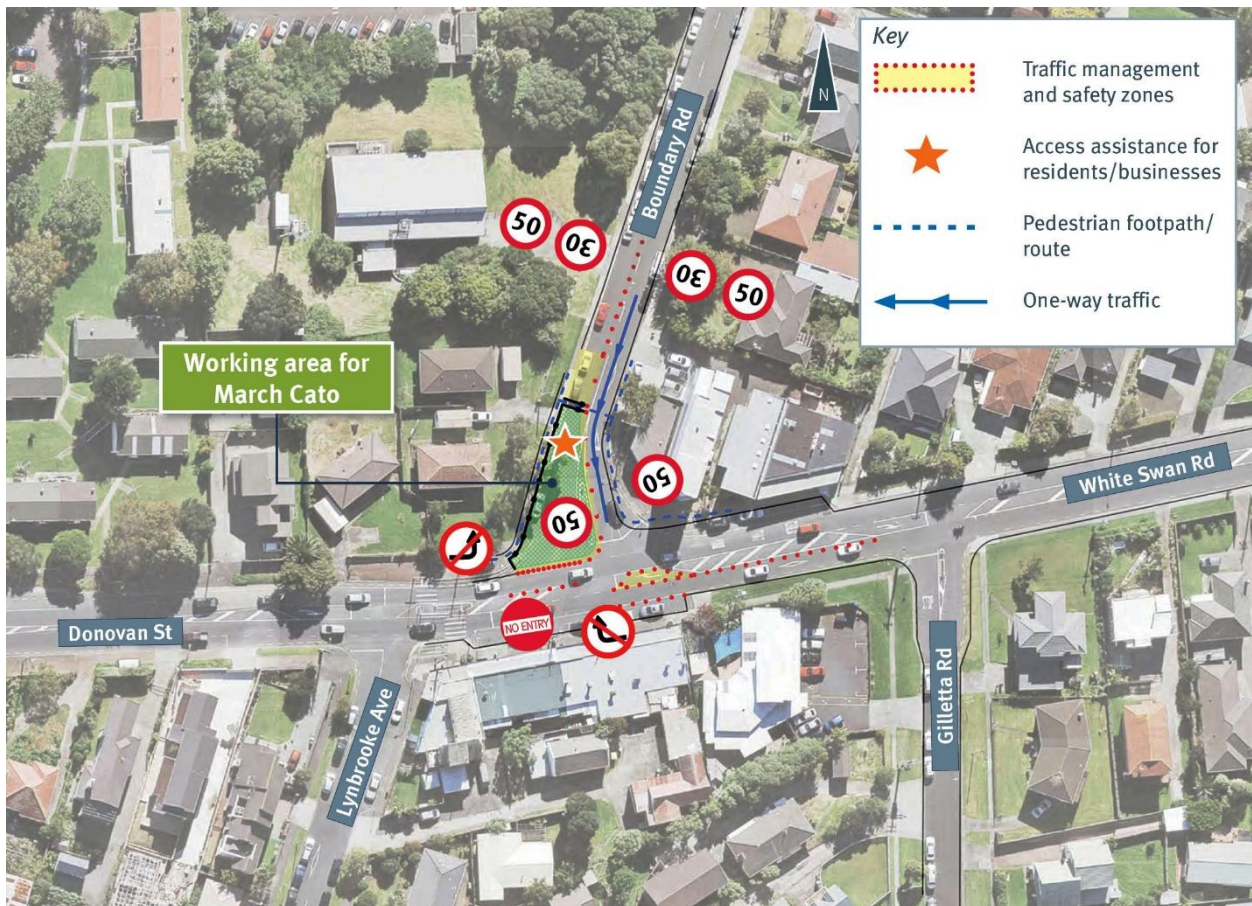 Key
Traffic management
and safety zones
Access assistance for
residents/businesses
Pedestrian footpath/
route
One-way traffic
N
Boundary Rd
50
30
30
50
Working area for
March Cato
50
50
White Swan Rd
NO ENTRY
Donovan St
Lynbrooke Ave
Gilletta Rd